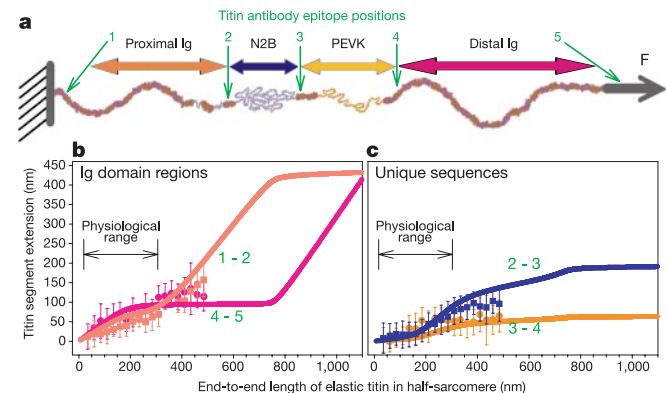 a
Titin antibody epitope positions
1 2 3 4 5
Proximal Ig N2B PEVK Distal Ig F
b
Ig domain regions
450
400
350
300
250
200
150
100
50
0
Titin segment extension (nm)
Physiological
range
1 - 2
4 - 5
0 200 400 600 800 1,000
c
Unique sequences
Physiological
range
2 - 3
3 - 4
0 200 400 600 800 1,000
End-to-end length of elastic titin in half-sarcomere (nm)